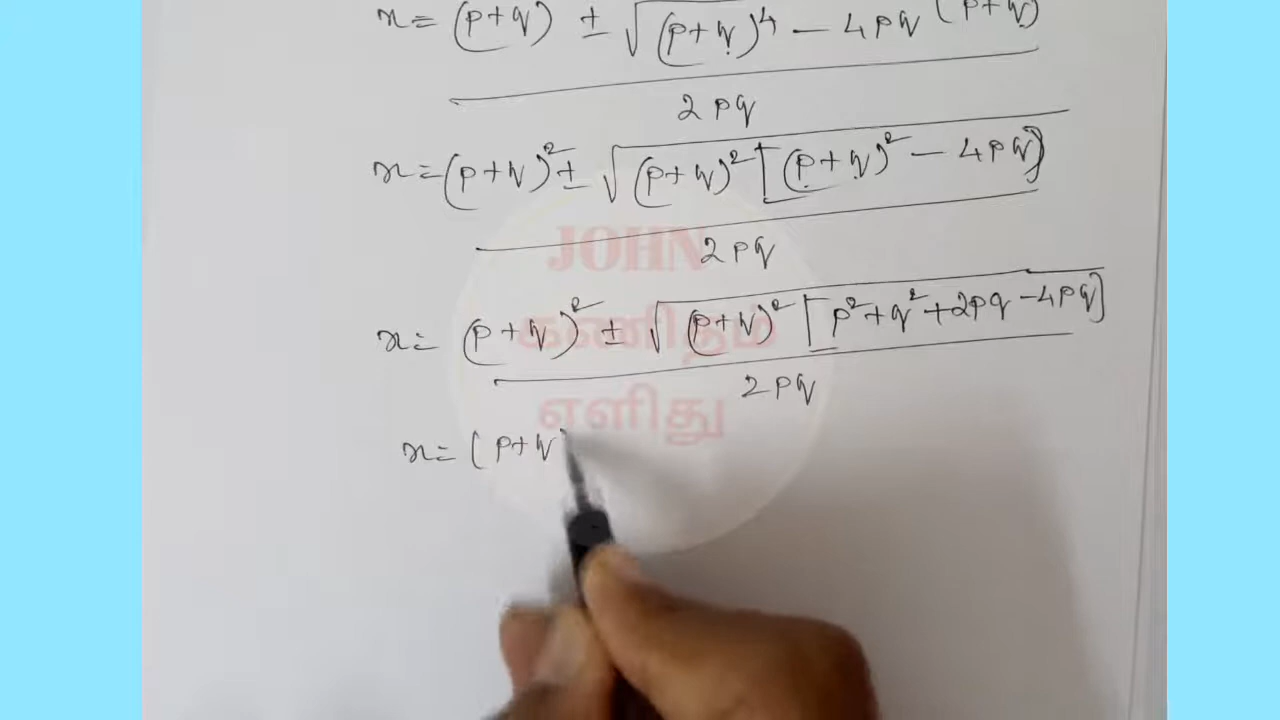 x = (p+q) ± √(p+q)⁴ − 4pq (p+q)
2pq
x = (p+q)² ± √(p+q)² [(p+q)² − 4pq]
2pq
x = (p+q)² ± √(p+q)² [p²+q²+2pq −4pq]
2pq
x = (p+q
JOHN
கணிதம்
எளிது